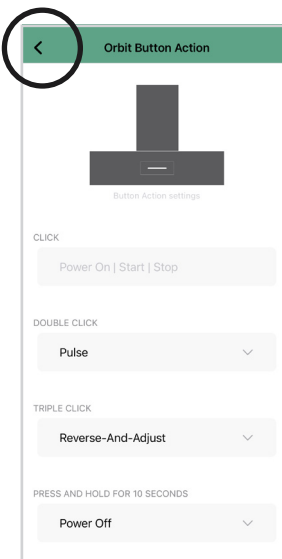 Orbit Button Action
Button Action settings
CLICK
Power On | Start | Stop
DOUBLE CLICK
Pulse
TRIPLE CLICK
Reverse-And-Adjust
PRESS AND HOLD FOR 10 SECONDS
Power Off